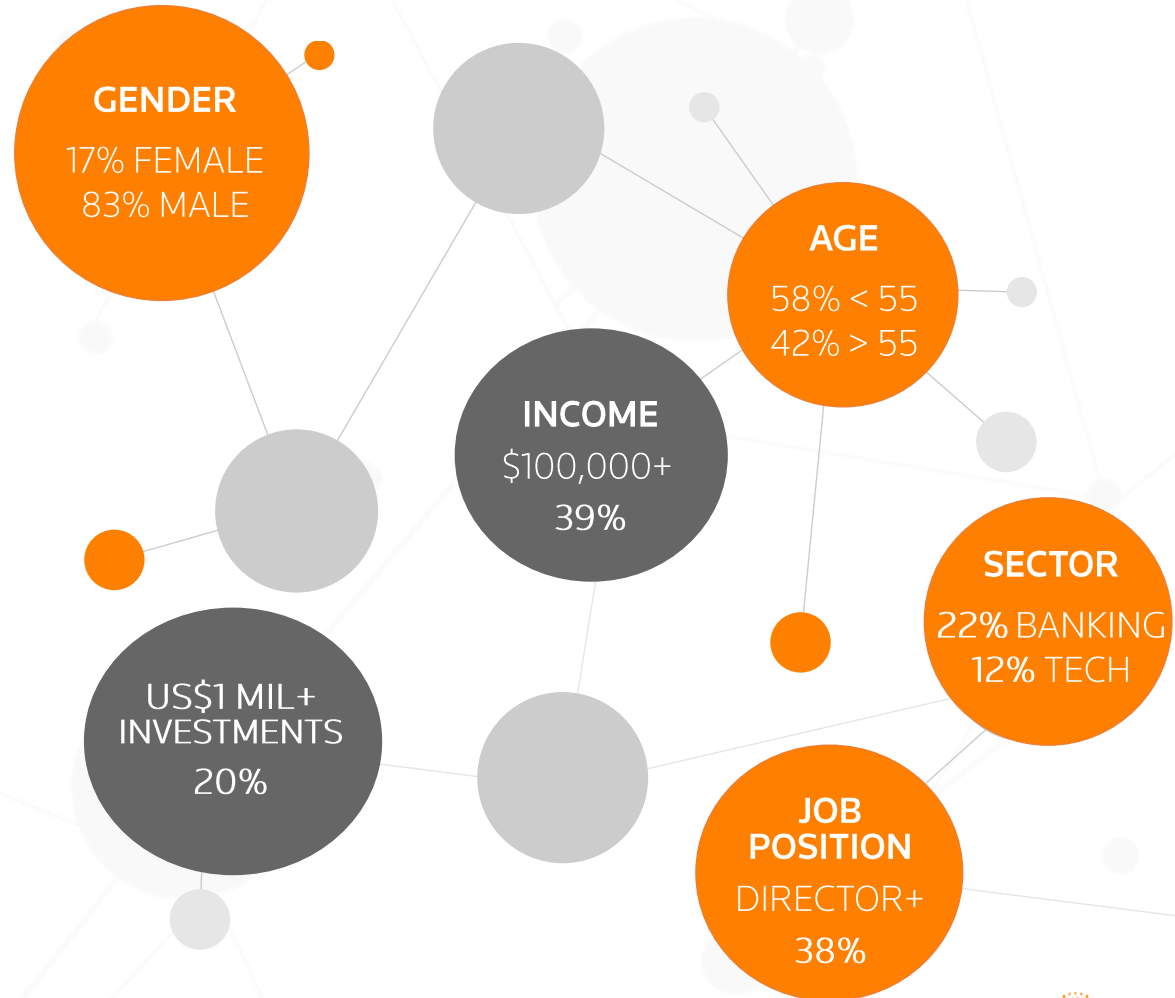 GENDER
17% FEMALE
83% MALE
AGE
58% < 55
42% > 55
INCOME
$100,000+
39%
SECTOR
22% BANKING
12% TECH
US$1 MIL+
INVESTMENTS
20%
JOB
POSITION
DIRECTOR+
38%